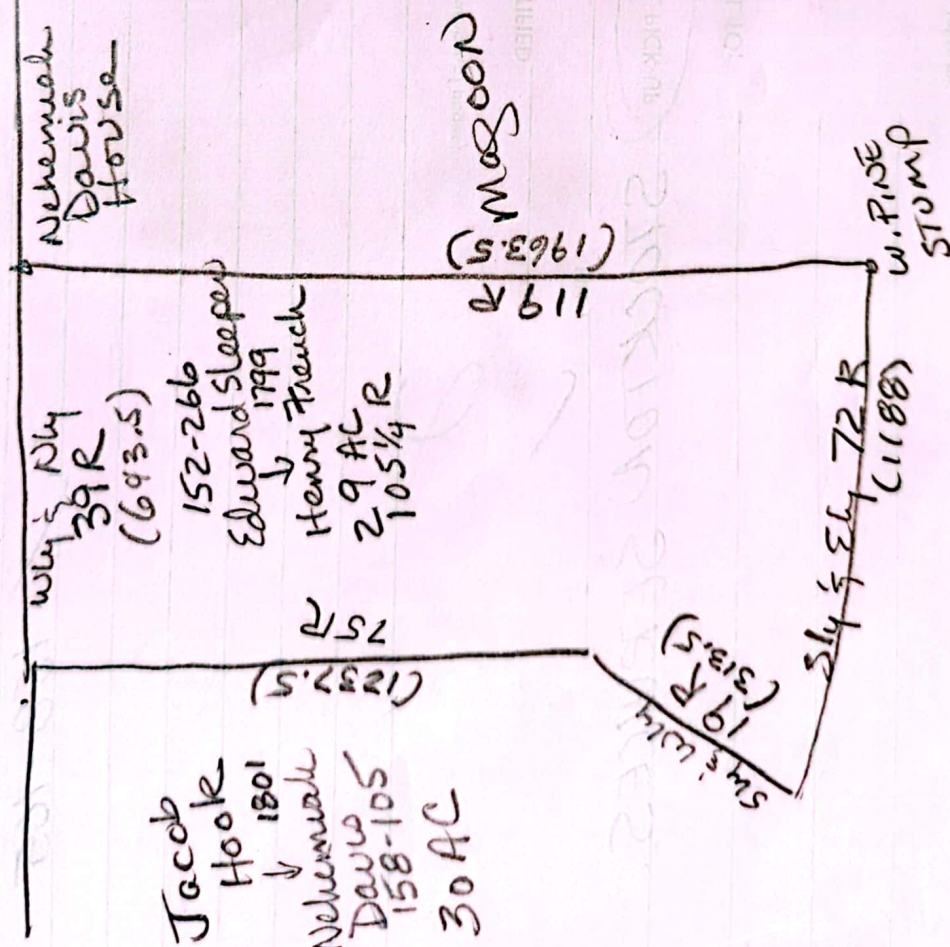 Nehemiah
Davis
House
Wly & Nly
39 R
(643.5)
152-266
Edward Sleeper
1799
↓
Henry French
29 AC
105 1/4 R
119 R
(1963.5)
Magoon
W. PINE
STUMP
Sly & Ely 72 R
(1188)
Sly & Wly
19 R
(313.5)
75 R
(1237.5)
Jacob
Hook
1801
↓
Nehemiah
Davis
158-105
30 AC